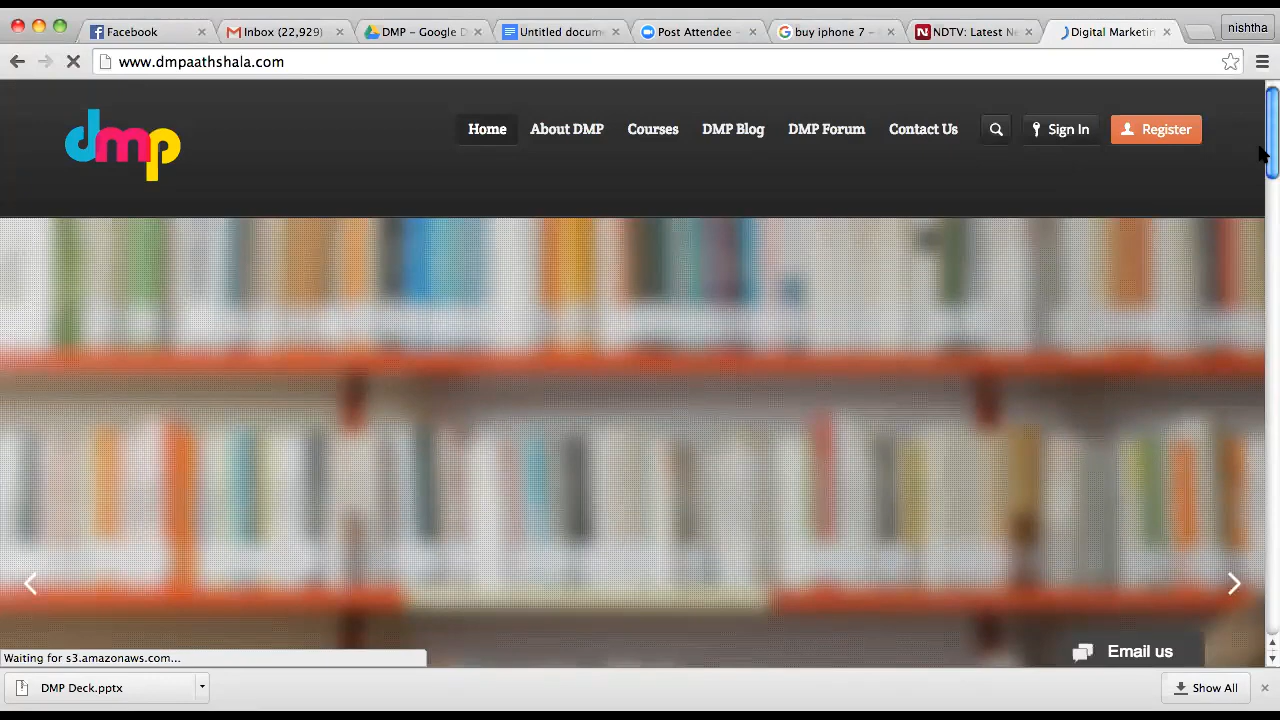 Facebook
Inbox (22,929)
DMP – Google D
Untitled docume
Post Attendee –
buy iphone 7 –
NDTV: Latest Ne
Digital Marketin
nishtha
www.dmpaathshala.com
dmp
Home
About DMP
Courses
DMP Blog
DMP Forum
Contact Us
Sign In
Register
Email us
Waiting for s3.amazonaws.com...
DMP Deck.pptx
Show All